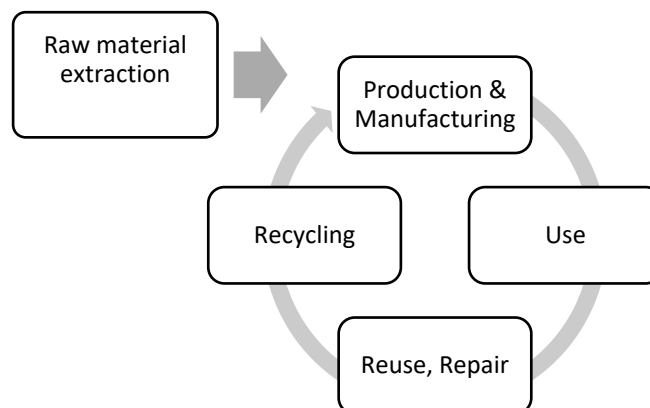 Raw material
extraction
Production &
Manufacturing
Recycling
Use
Reuse, Repair